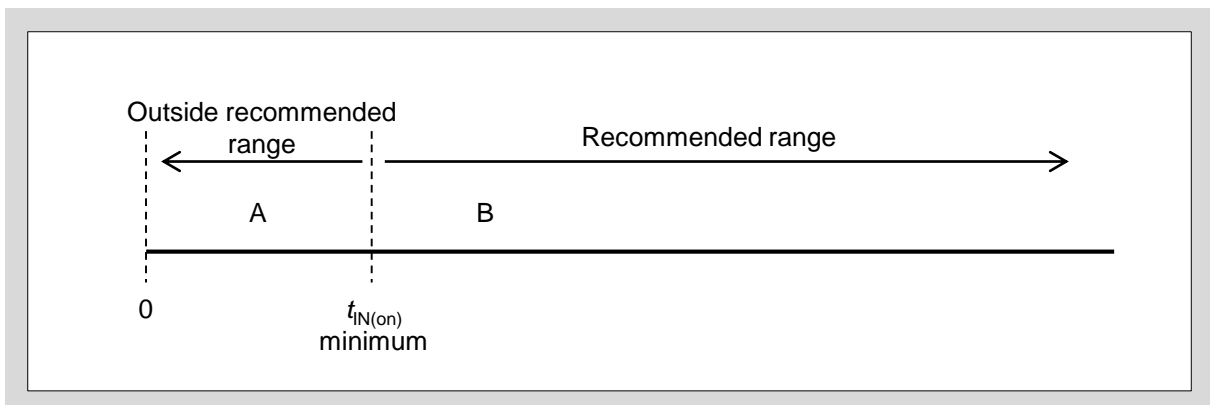 Outside recommended
range
Recommended range
A
B
0
tIN(on)
minimum